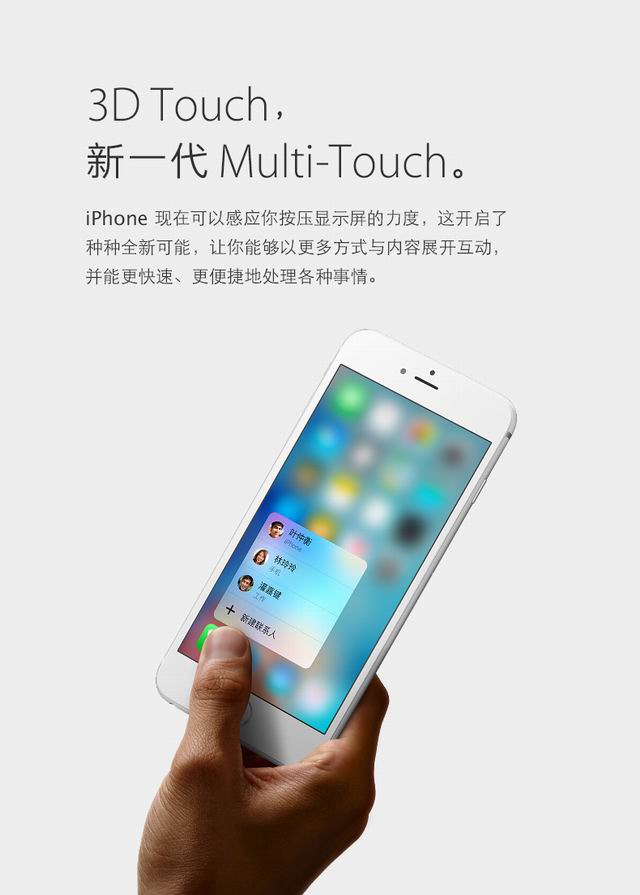 3D Touch，
新一代 Multi-Touch。
iPhone 现在可以感应你按压显示屏的力度，这开启了
种种全新可能，让你能够以更多方式与内容展开互动，
并能更快速、更便捷地处理各种事情。
叶仲衡
iPhone
林玲玲
手机
潘嘉键
工作
新建联系人